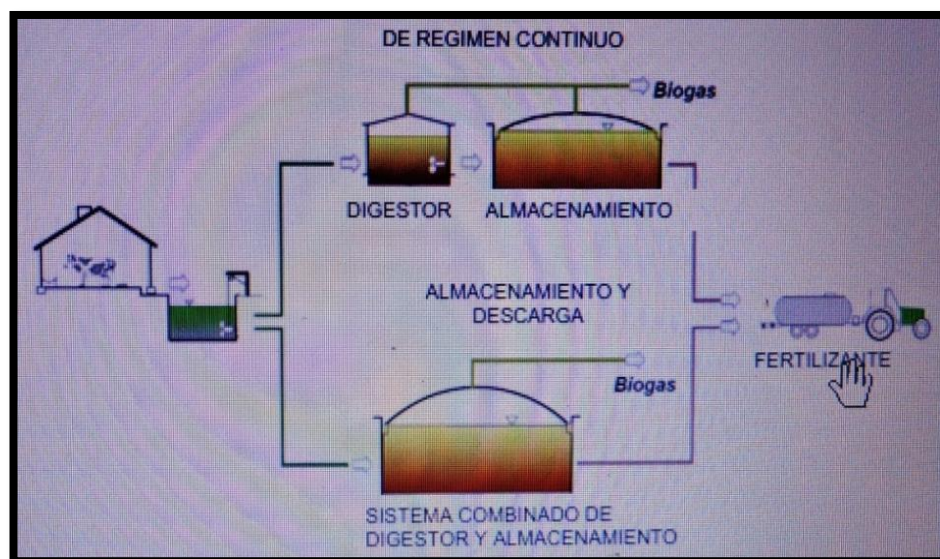 DE REGIMEN CONTINUO
Biogas
DIGESTOR
ALMACENAMIENTO
ALMACENAMIENTO Y
DESCARGA
FERTILIZANTE
Biogas
SISTEMA COMBINADO DE
DIGESTOR Y ALMACENAMIENTO